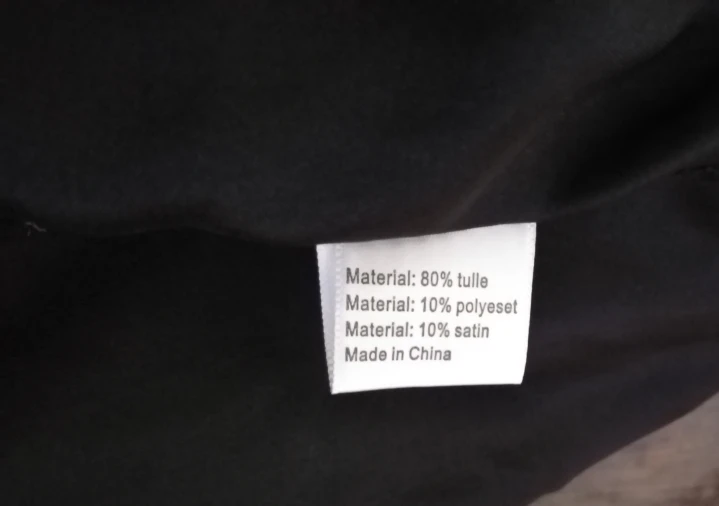 Material: 80% tulle
Material: 10% polyeset
Material: 10% satin
Made in China